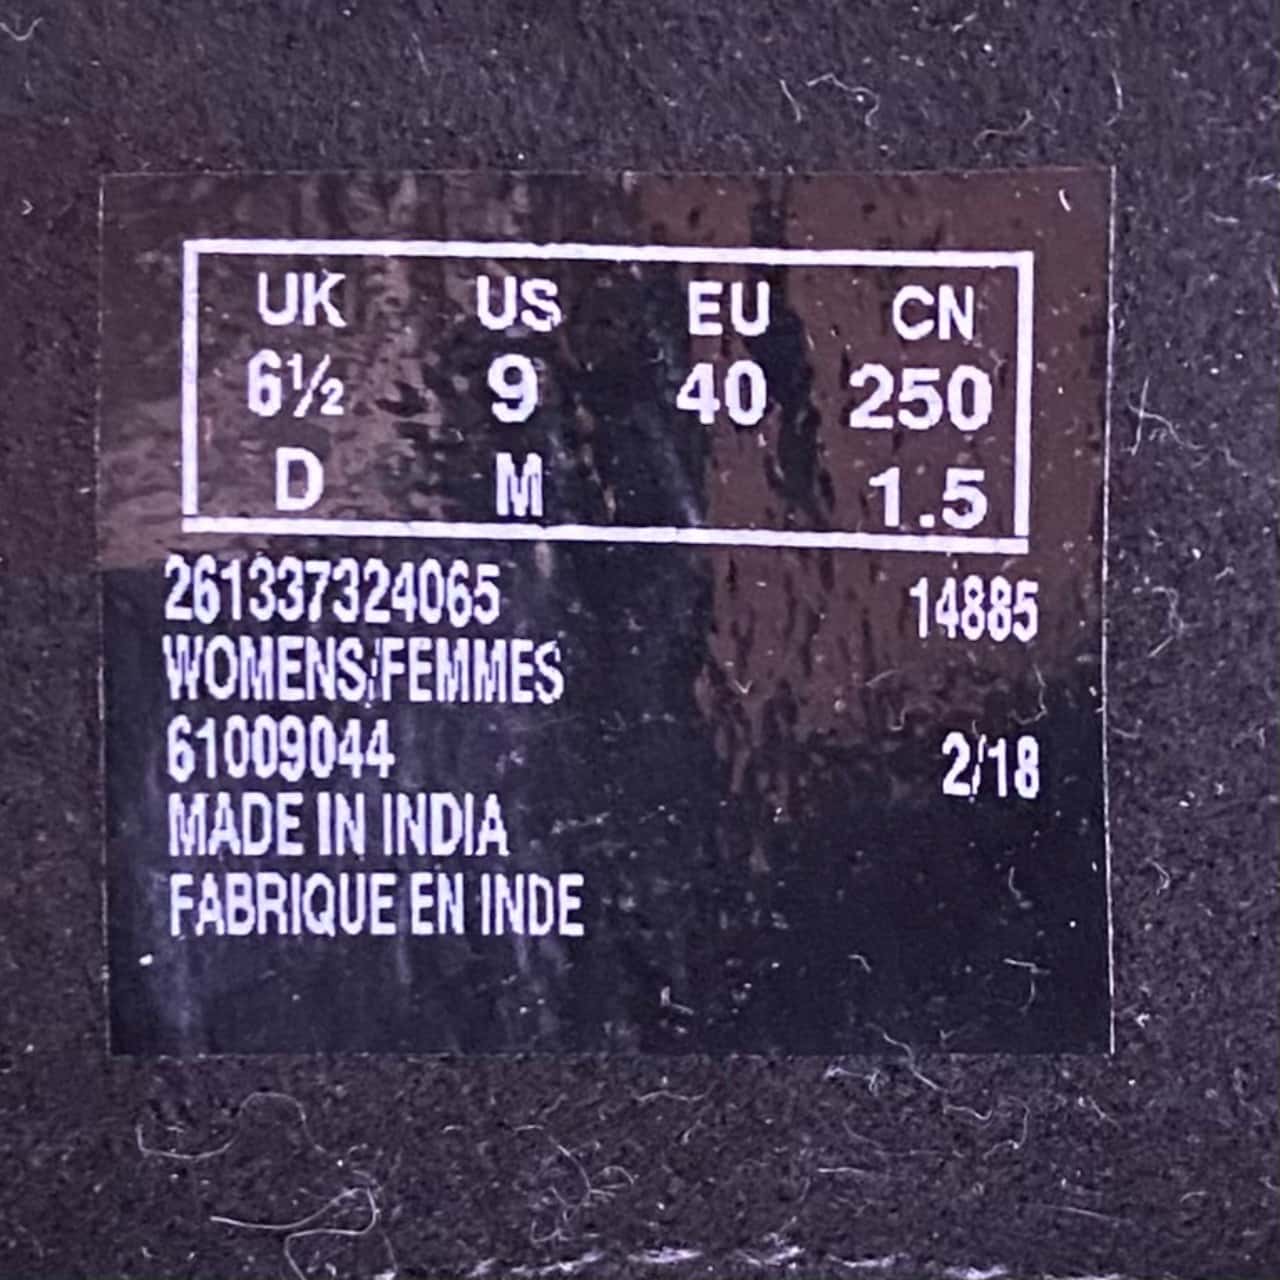 UK US EU CN
6½ 9 40 250
D M 1.5
261337324065 14885
WOMENS/FEMMES
61009044 2/18
MADE IN INDIA
FABRIQUE EN INDE